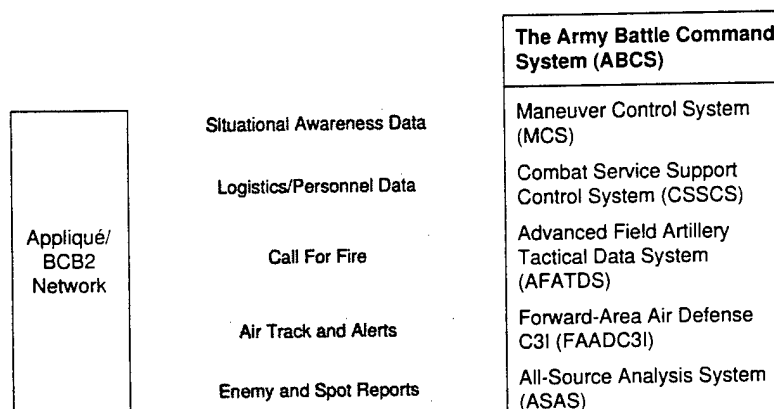 The Army Battle Command
System (ABCS)
Situational Awareness Data
Maneuver Control System
(MCS)
Logistics/Personnel Data
Combat Service Support
Control System (CSSCS)
Appliqué/
BCB2
Network
Call For Fire
Advanced Field Artillery
Tactical Data System
(AFATDS)
Air Track and Alerts
Forward-Area Air Defense
C3I (FAADC3I)
Enemy and Spot Reports
All-Source Analysis System
(ASAS)